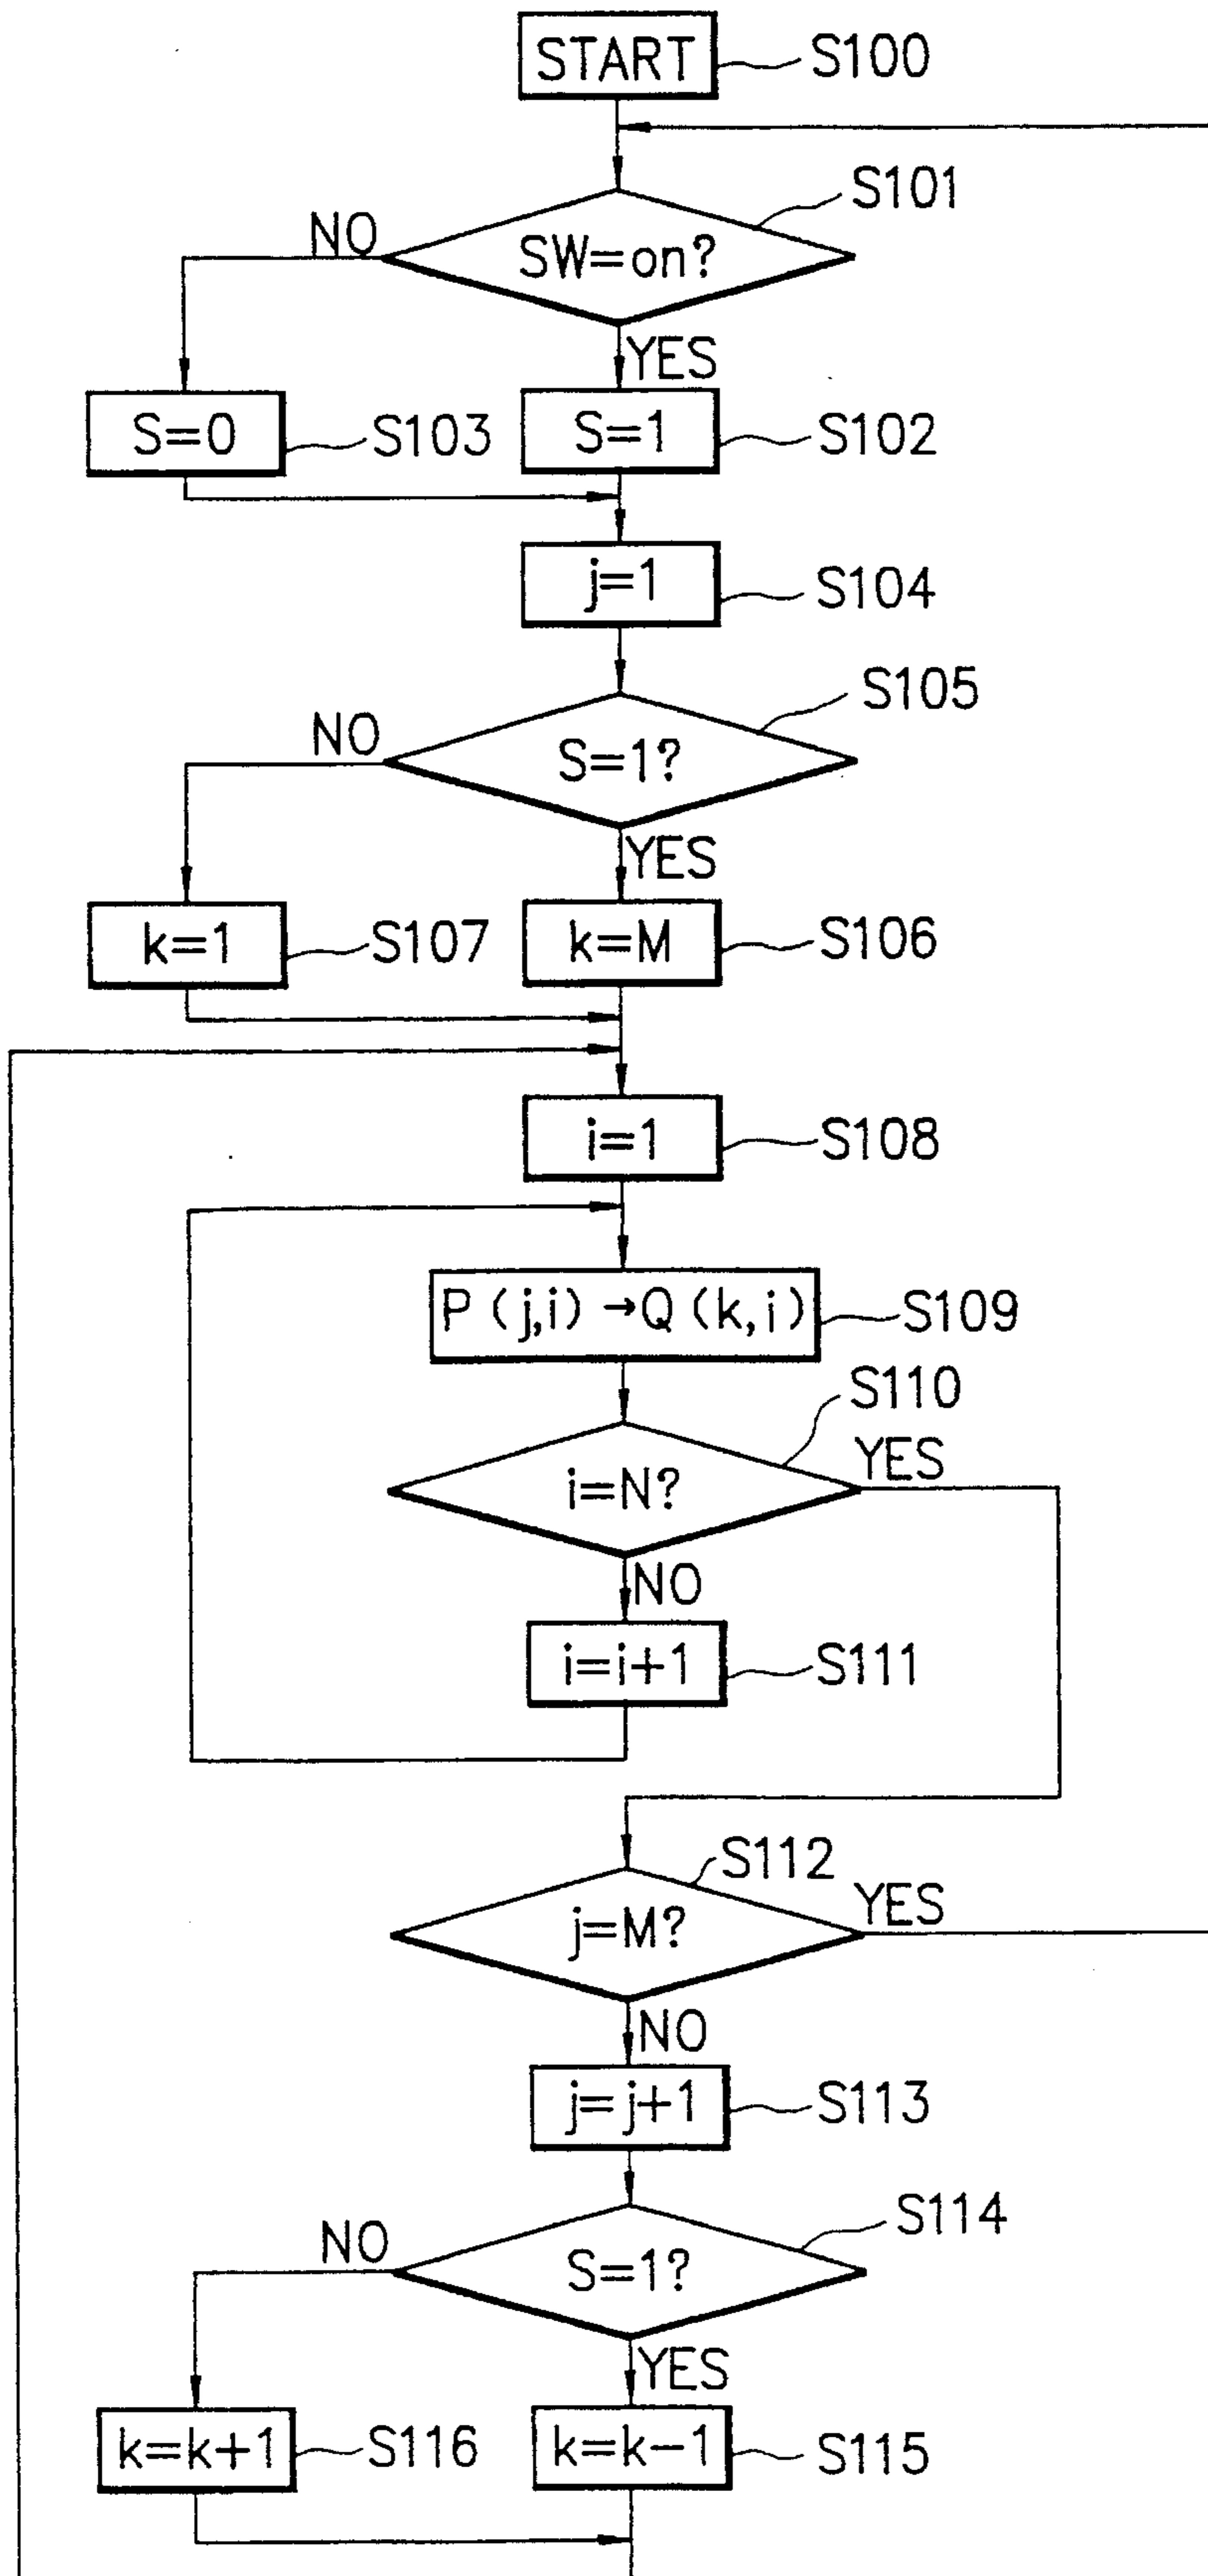 START
S100
S101
NO
SW=on?
YES
S=0
S103
S=1
S102
j=1
S104
S105
NO
S=1?
YES
k=1
S107
k=M
S106
i=1
S108
P (j,i) →Q (k,i)
S109
S110
YES
i=N?
NO
i=i+1
S111
S112
YES
j=M?
NO
j=j+1
S113
S114
NO
S=1?
YES
k=k+1
S116
k=k-1
S115